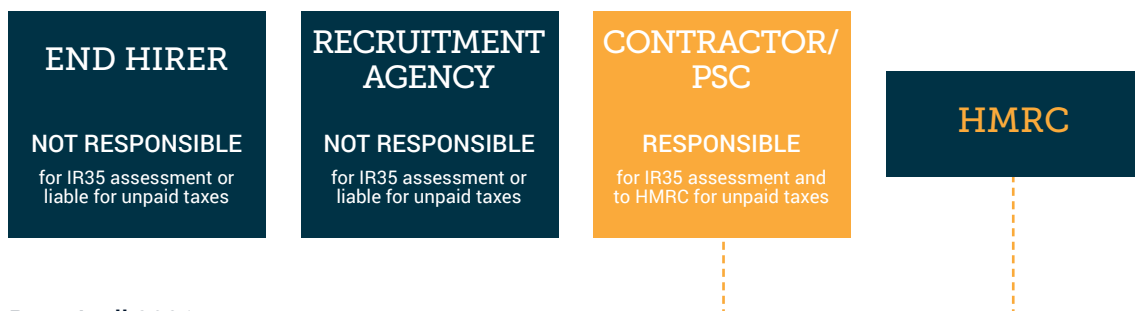 END HIRER
NOT RESPONSIBLE
for IR35 assessment or
liable for unpaid taxes
RECRUITMENT
AGENCY
NOT RESPONSIBLE
for IR35 assessment or
liable for unpaid taxes
CONTRACTOR/
PSC
RESPONSIBLE
for IR35 assessment and
to HMRC for unpaid taxes
HMRC